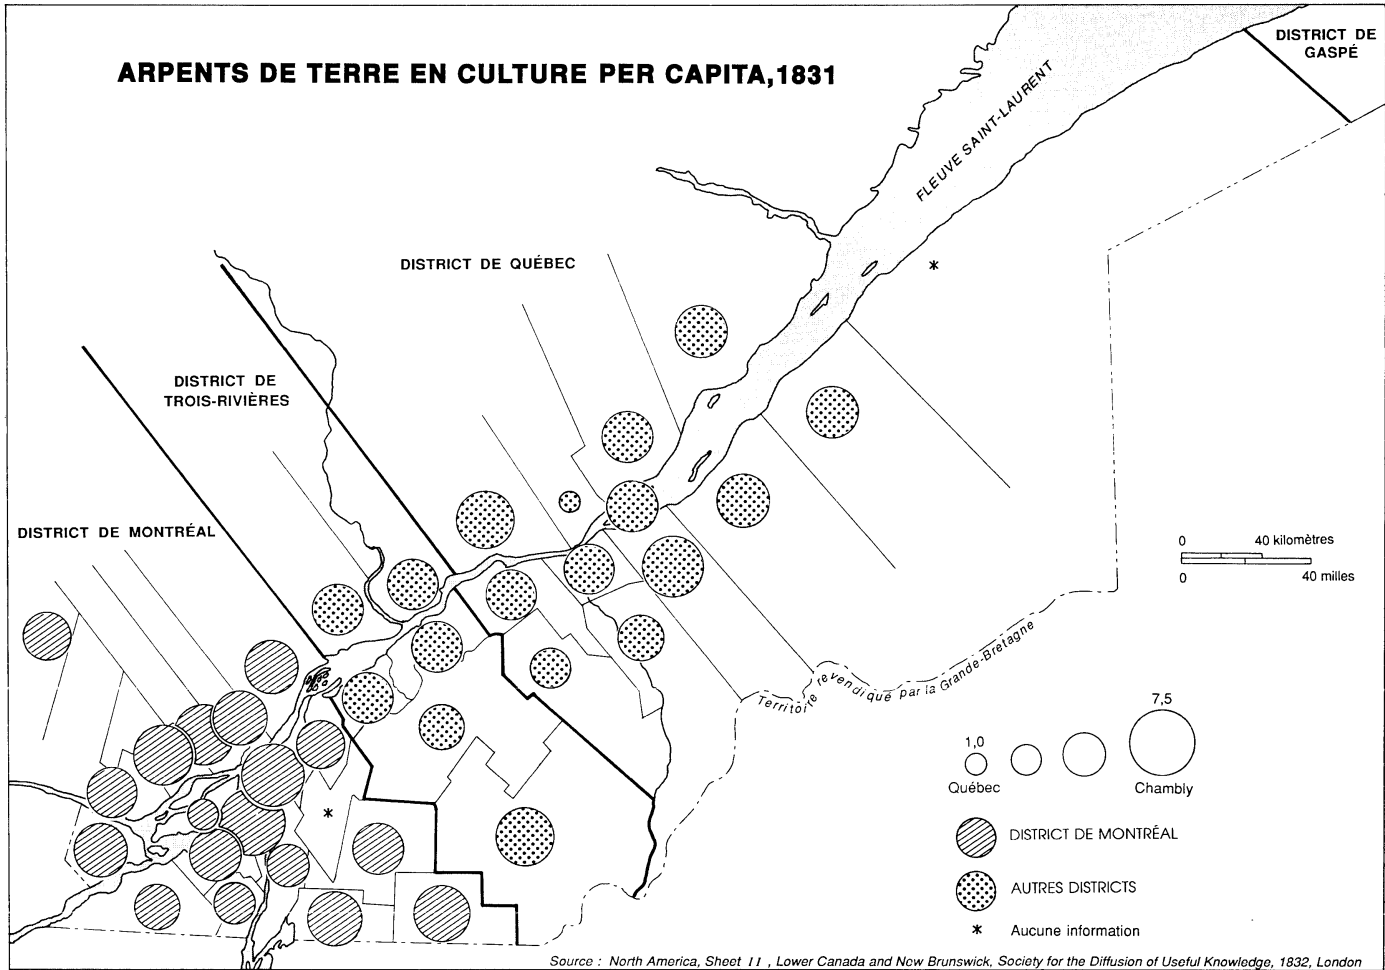 ARPENTS DE TERRE EN CULTURE PER CAPITA,1831
DISTRICT DE
GASPÉ
FLEUVE SAINT-LAURENT
DISTRICT DE QUÉBEC
*
DISTRICT DE
TROIS-RIVIÈRES
DISTRICT DE MONTRÉAL
0 40 kilomètres
0 40 milles
Territoire revendiqué par la Grande-Bretagne
7,5
1,0
Québec Chambly
*
DISTRICT DE MONTRÉAL
AUTRES DISTRICTS
* Aucune information
Source : North America, Sheet II , Lower Canada and New Brunswick, Society for the Diffusion of Useful Knowledge, 1832, London